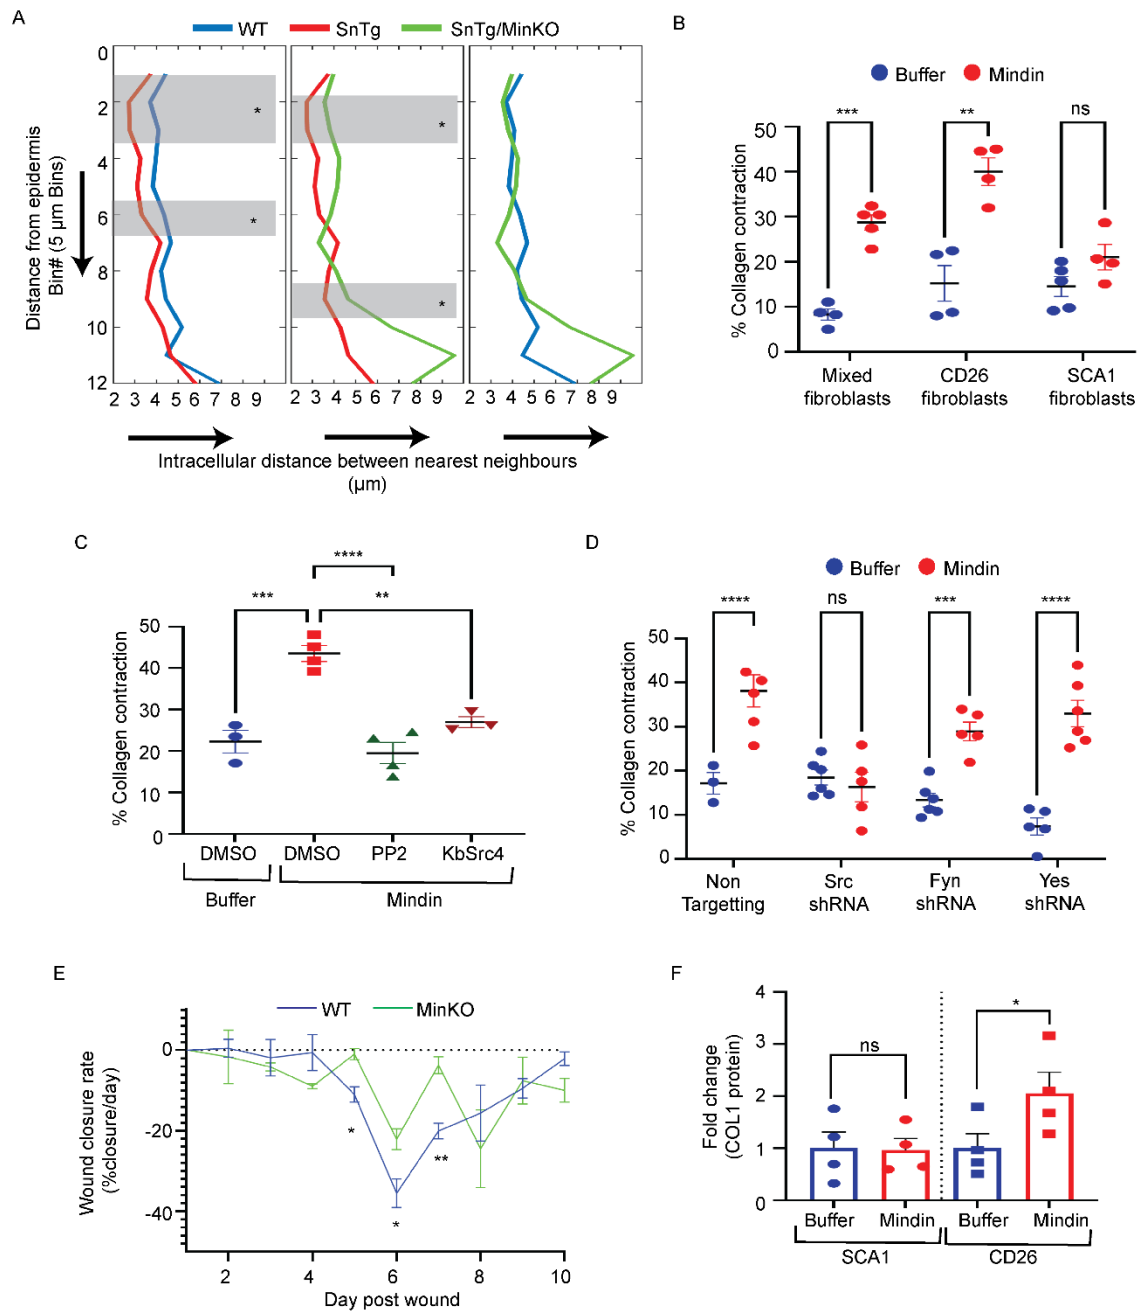 A
WT
SnTg
SnTg/MinKO
Distance from epidermis
Bin# (5 µm Bins)
0
2
4
6
8
10
12
*
*
*
*
2 3 4 5 6 7 8 9
2 3 4 5 6 7 8 9
2 3 4 5 6 7 8 9
Intracellular distance between nearest neighbours
(µm)
B
Buffer
Mindin
***
**
ns
% Collagen contraction
50
40
30
20
10
0
Mixed
fibroblasts
CD26
fibroblasts
SCA1
fibroblasts
C
****
***
**
% Collagen contraction
50
40
30
20
10
0
DMSO
DMSO
PP2
KbSrc4
Buffer
Mindin
D
Buffer
Mindin
****
ns
***
****
% Collagen contraction
50
40
30
20
10
0
Non
Targetting
Src
shRNA
Fyn
shRNA
Yes
shRNA
E
WT
MinKO
Wound closure rate
(%closure/day)
0
-20
-40
*
*
**
2 4 6 8 10
Day post wound
F
Fold change
(COL1 protein)
4
3
2
1
0
ns
*
Buffer
Mindin
Buffer
Mindin
SCA1
CD26